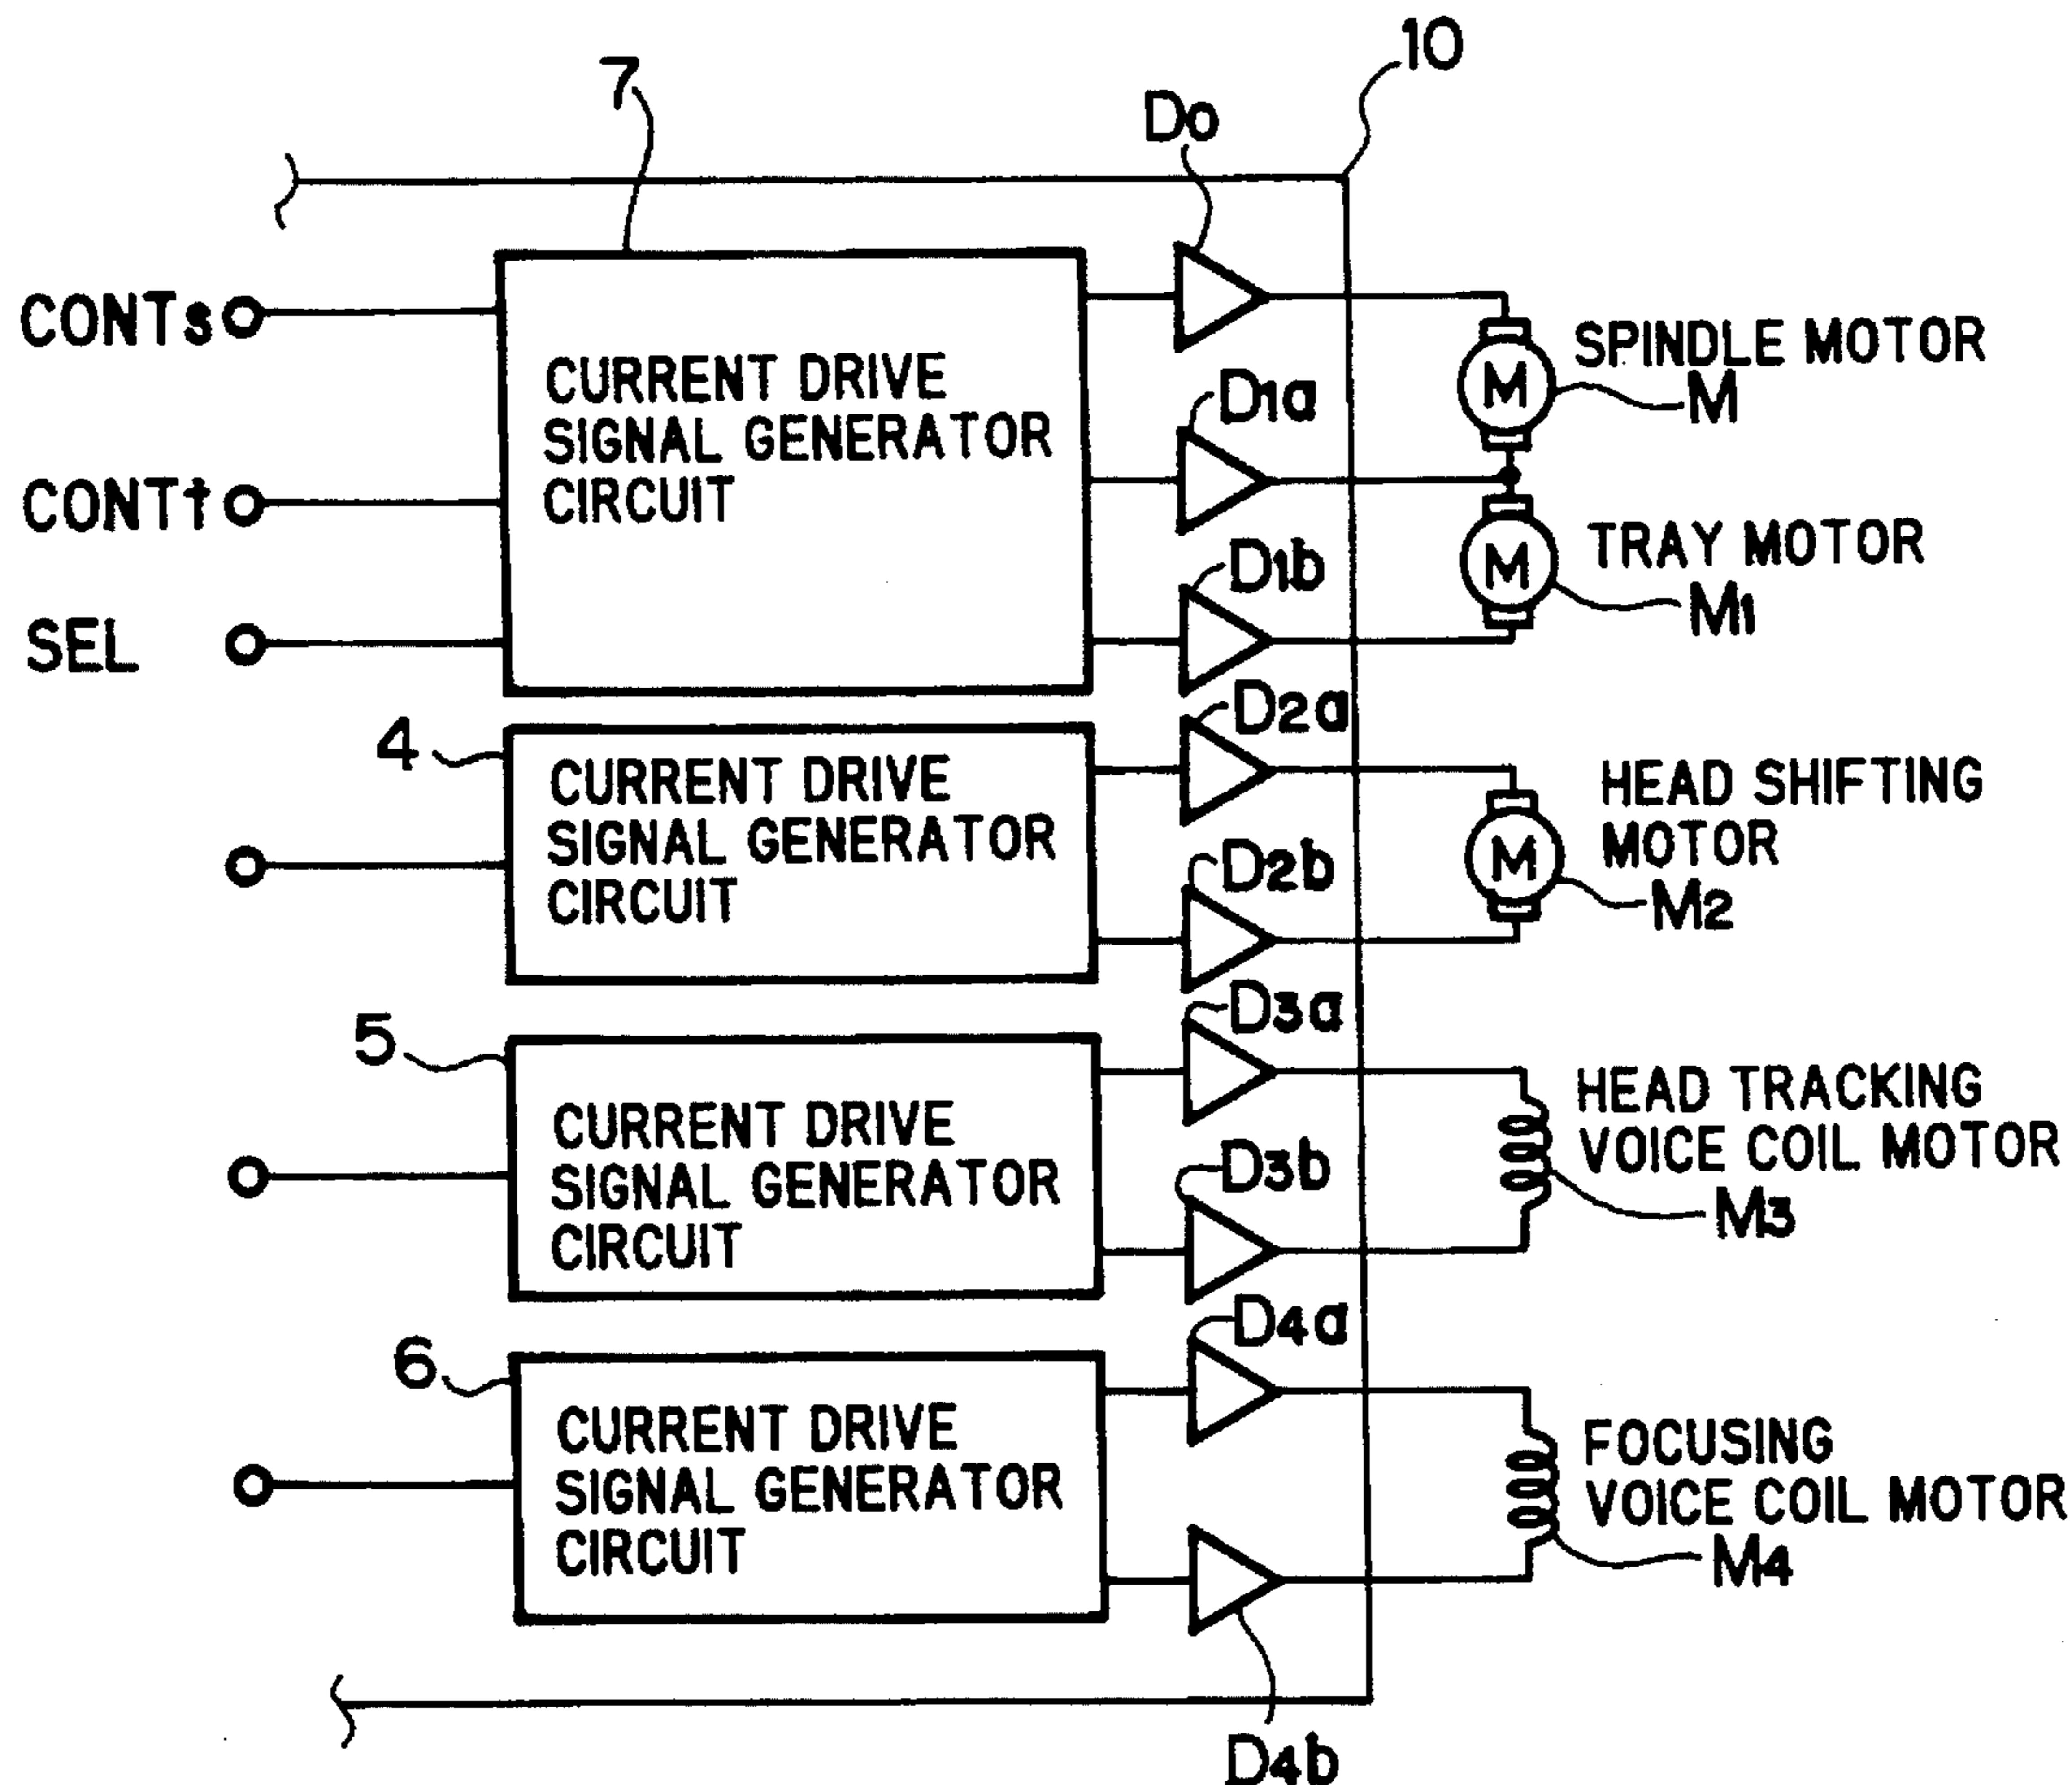 10
7
Do
CONTs
CURRENT DRIVE
SIGNAL GENERATOR
CIRCUIT
SPINDLE MOTOR
M
M
D1a
CONTt
TRAY MOTOR
M
M1
D1b
SEL
4
CURRENT DRIVE
SIGNAL GENERATOR
CIRCUIT
D2a
HEAD SHIFTING
MOTOR
M
M2
D2b
5
CURRENT DRIVE
SIGNAL GENERATOR
CIRCUIT
D3a
HEAD TRACKING
VOICE COIL MOTOR
M3
D3b
6
CURRENT DRIVE
SIGNAL GENERATOR
CIRCUIT
D4a
FOCUSING
VOICE COIL MOTOR
M4
D4b